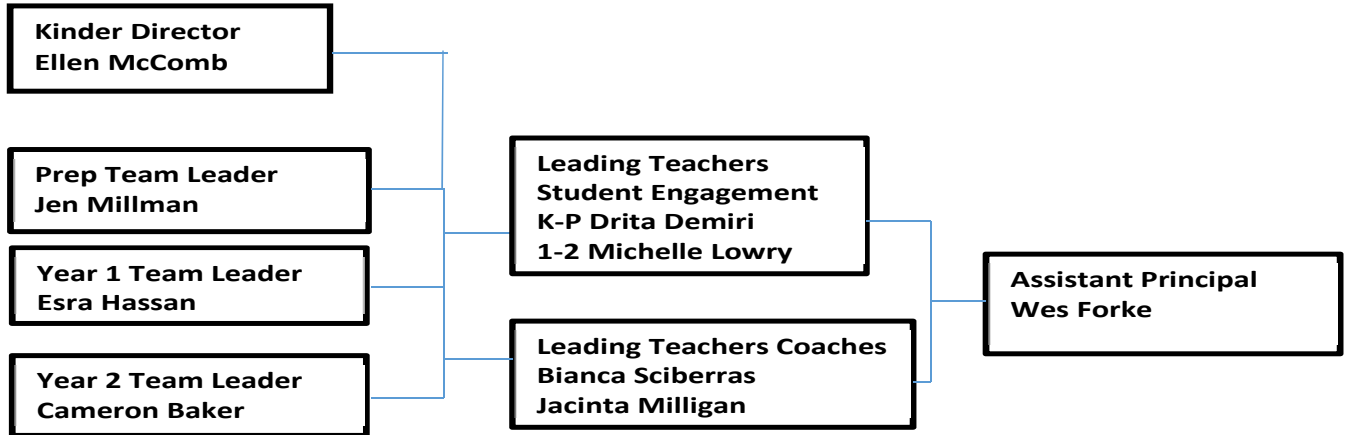 Kinder Director
Ellen McComb
Prep Team Leader
Jen Millman
Year 1 Team Leader
Esra Hassan
Year 2 Team Leader
Cameron Baker
Leading Teachers
Student Engagement
K-P Drita Demiri
1-2 Michelle Lowry
Leading Teachers Coaches
Bianca Sciberras
Jacinta Milligan
Assistant Principal
Wes Forke